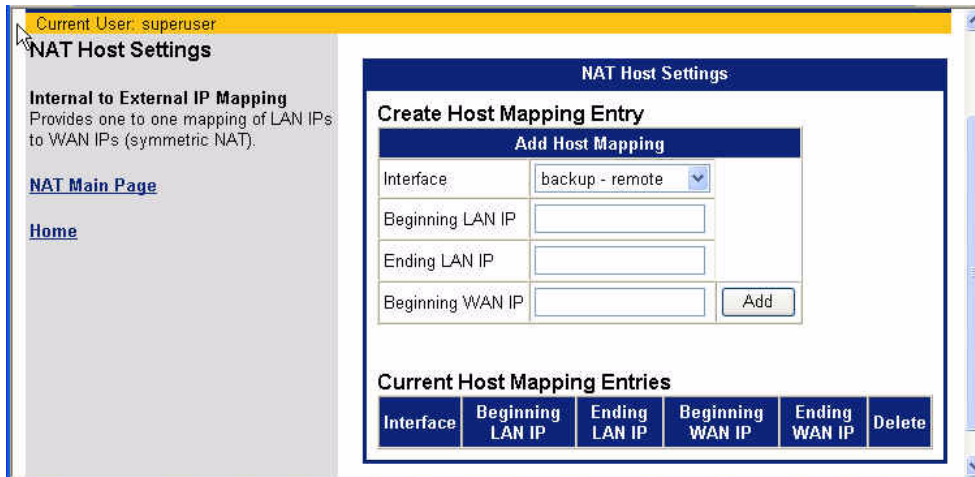 Current User: superuser
NAT Host Settings
Internal to External IP Mapping
Provides one to one mapping of LAN IPs
to WAN IPs (symmetric NAT).
NAT Main Page
Home
NAT Host Settings
Create Host Mapping Entry
Add Host Mapping
Interface
backup - remote
Beginning LAN IP
Ending LAN IP
Beginning WAN IP
Add
Current Host Mapping Entries
Interface
Beginning
LAN IP
Ending
LAN IP
Beginning
WAN IP
Ending
WAN IP
Delete